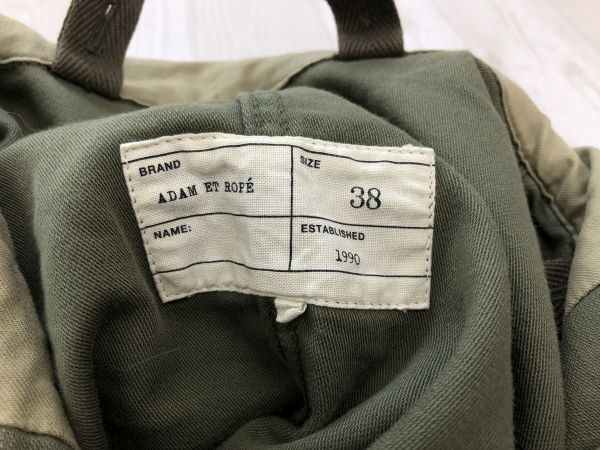 BRAND
ADAM ET ROPÉ
SIZE
38
NAME:
ESTABLISHED
1990